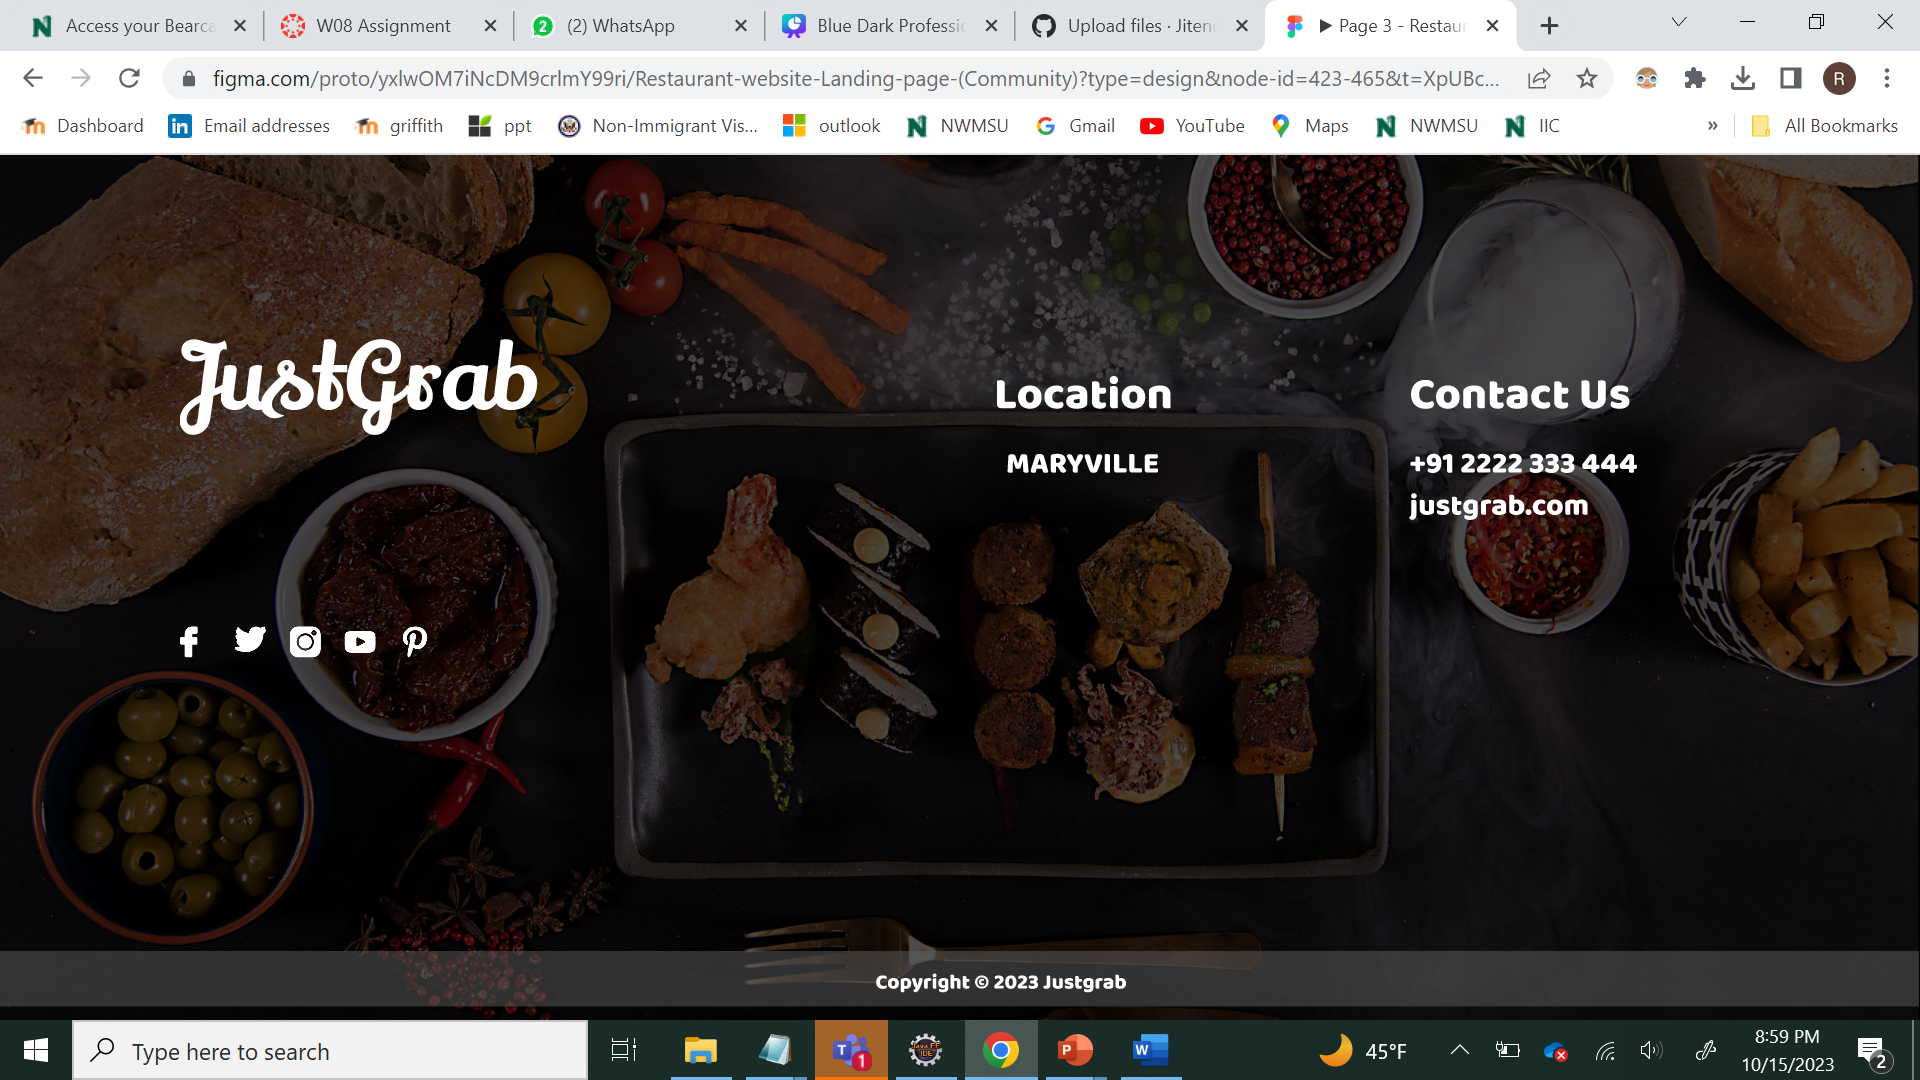 Access your Bearca
W08 Assignment
(2) WhatsApp
Blue Dark Professio
Upload files · Jiten
▶ Page 3 - Restaur
figma.com/proto/yxlwOM7iNcDM9crlmY99ri/Restaurant-website-Landing-page-(Community)?type=design&node-id=423-465&t=XpUBc...
R
Dashboard
Email addresses
griffith
ppt
Non-Immigrant Vis...
outlook
NWMSU
Gmail
YouTube
Maps
NWMSU
IIC
»
All Bookmarks
JustGrab
Location
MARYVILLE
Contact Us
+91 2222 333 444
justgrab.com
Copyright © 2023 Justgrab
Type here to search
45°F
8:59 PM
10/15/2023
2